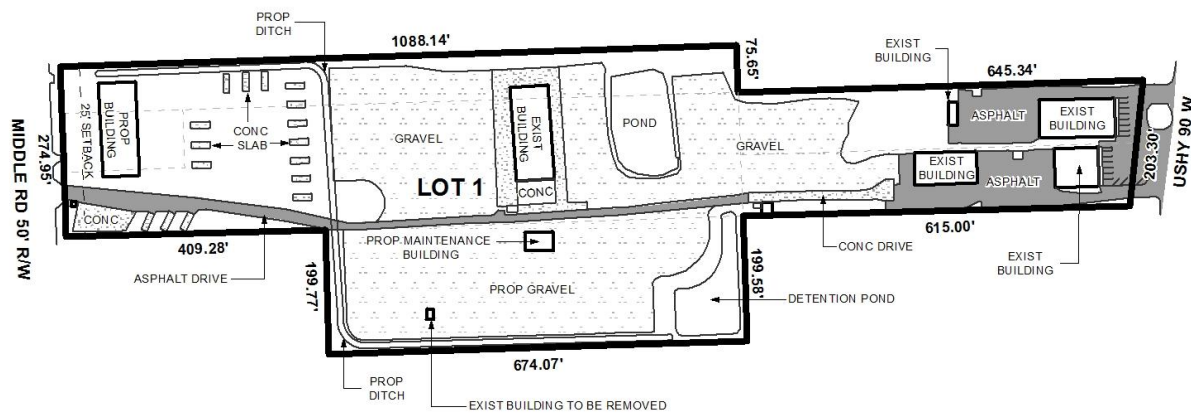 PROP
DITCH
1088.14'
75.65'
EXIST
BUILDING
645.34'
MIDDLE RD 50' R/W
274.95'
25' SETBACK
PROP
BUILDING
CONC
SLAB
GRAVEL
EXIST
BUILDING
CONC
POND
GRAVEL
ASPHALT
EXIST
BUILDING
EXIST
BUILDING
ASPHALT
203.30'
USHY 90 W
LOT 1
CONC
409.28'
ASPHALT DRIVE
199.77'
PROP MAINTENANCE
BUILDING
PROP GRAVEL
199.58'
CONC DRIVE
615.00'
EXIST
BUILDING
DETENTION POND
674.07'
PROP
DITCH
EXIST BUILDING TO BE REMOVED